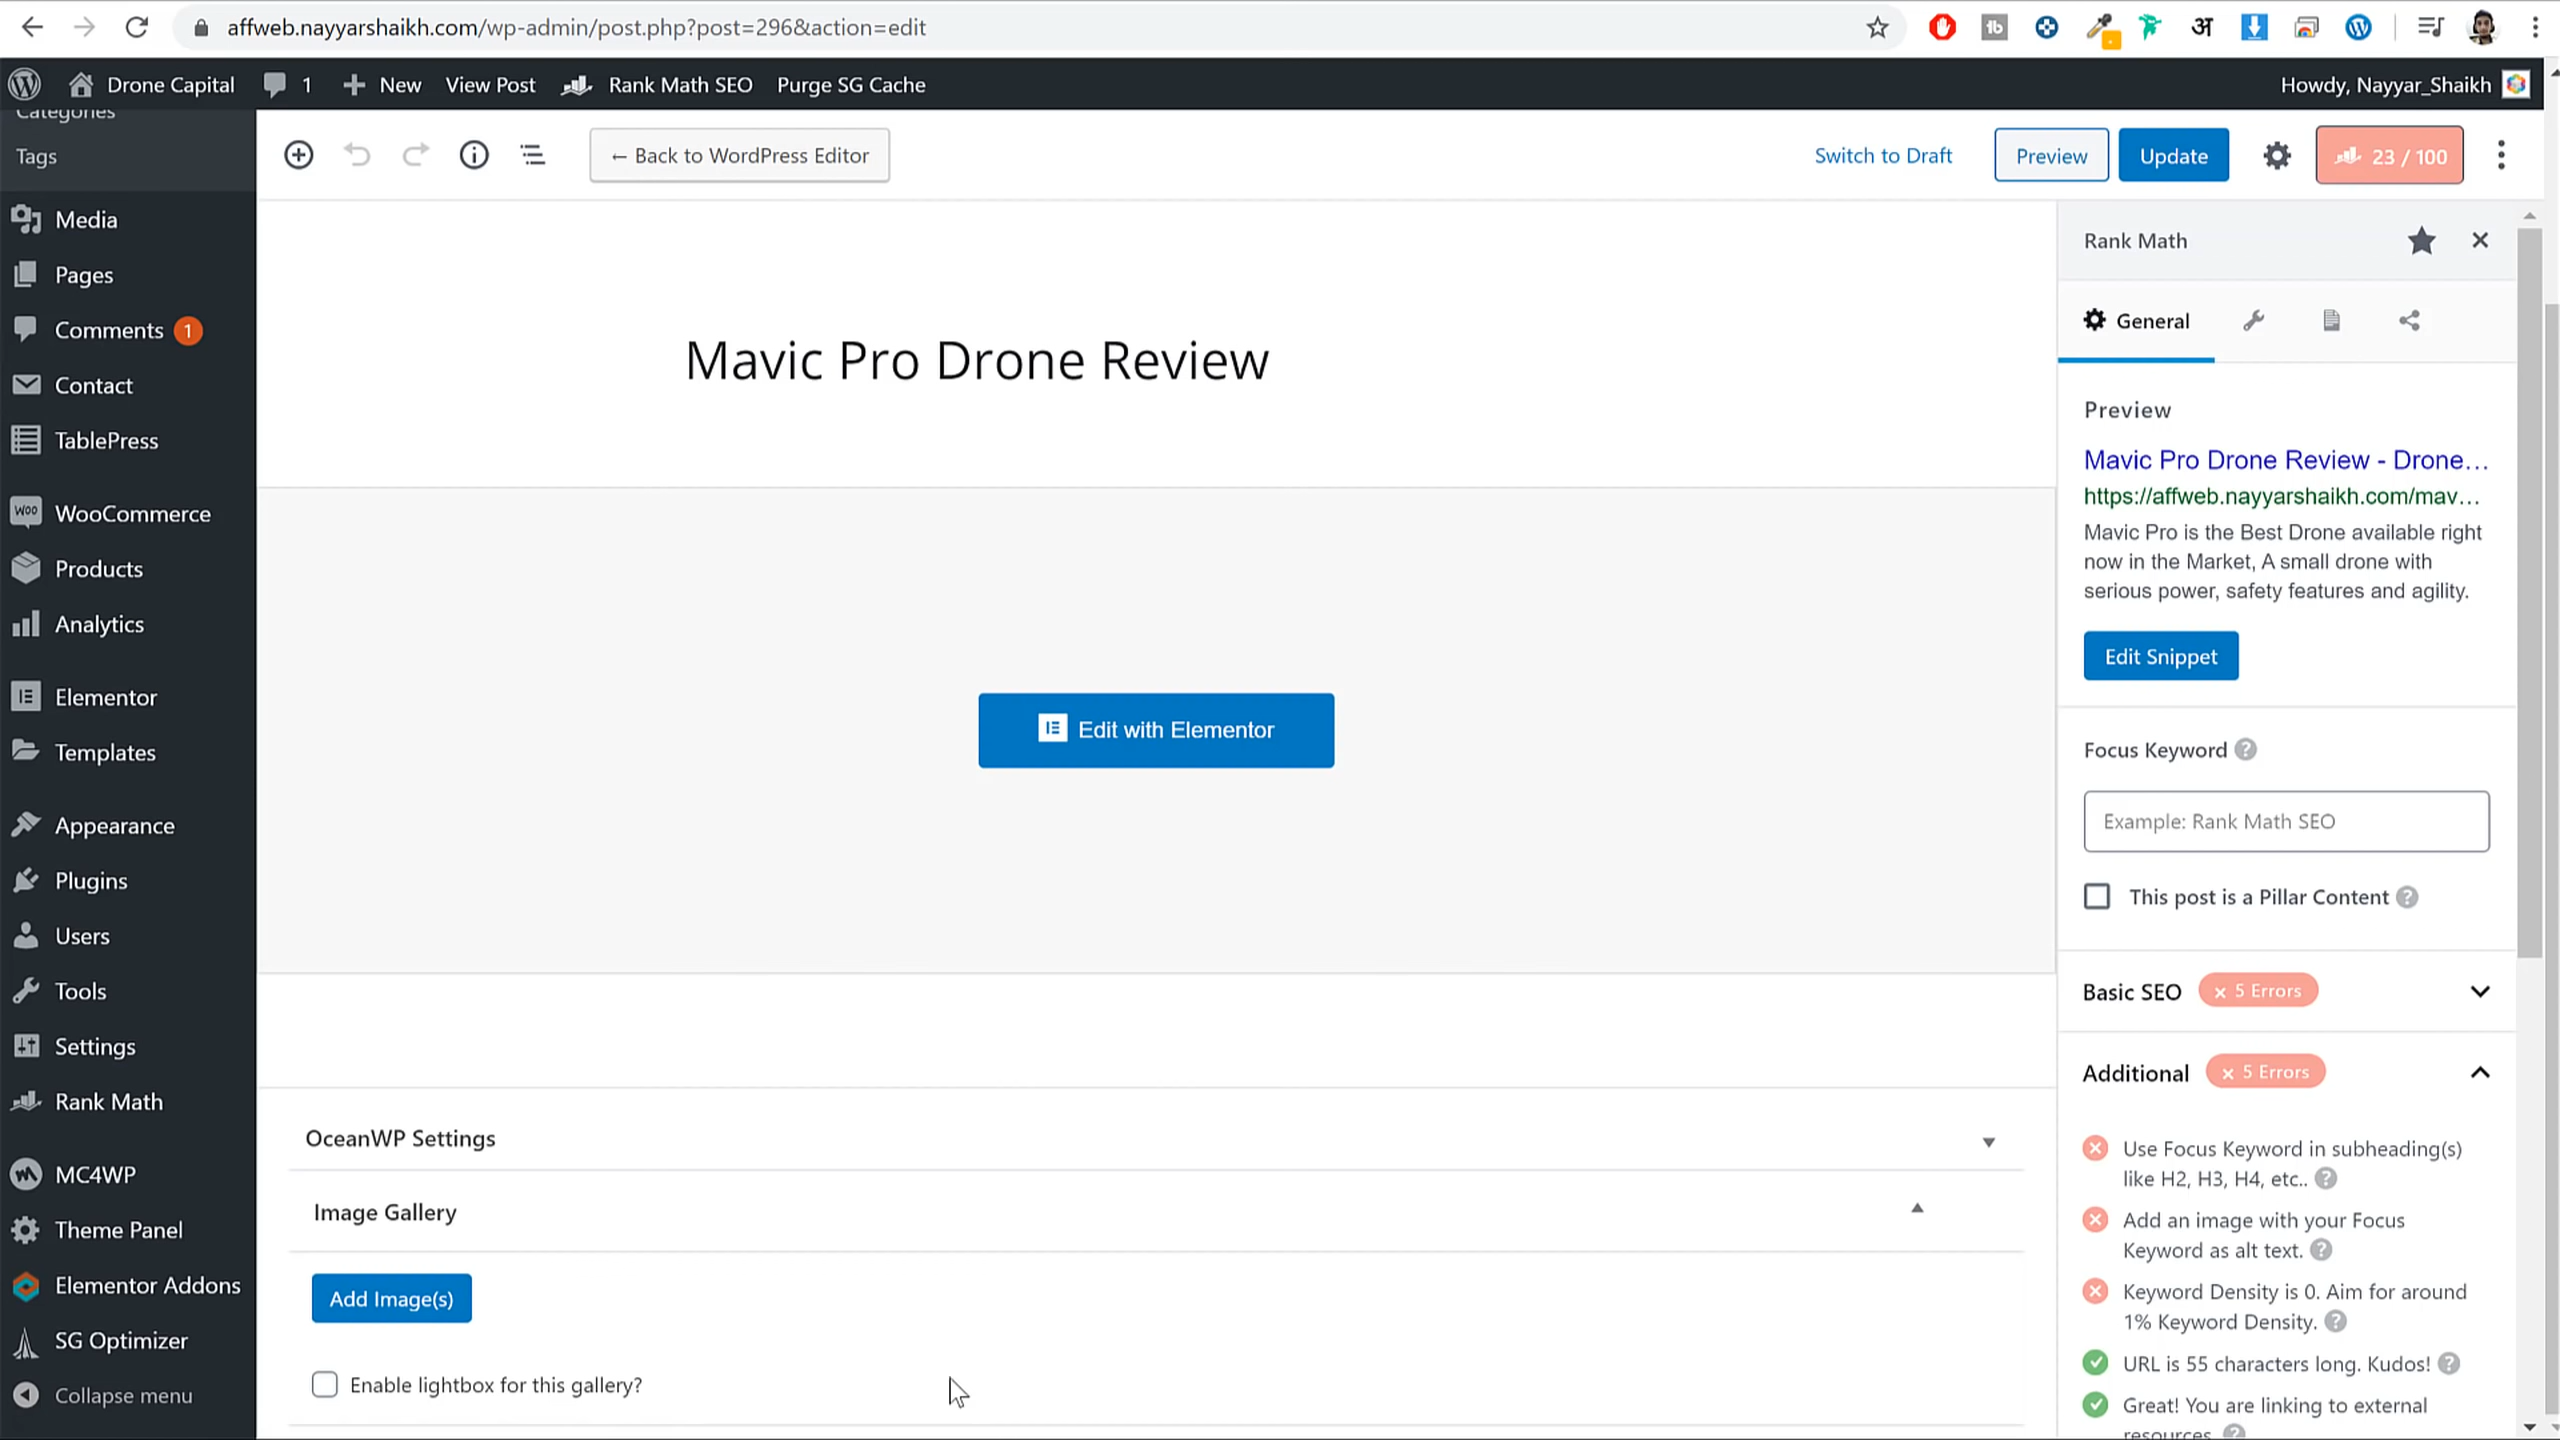 affweb.nayyarshaikh.com/wp-admin/post.php?post=296&action=edit
Drone Capital
1
New
View Post
Rank Math SEO
Purge SG Cache
Howdy, Nayyar_Shaikh
Categories
Tags
Media
Pages
Comments 1
Contact
TablePress
WooCommerce
Products
Analytics
Elementor
Templates
Appearance
Plugins
Users
Tools
Settings
Rank Math
MC4WP
Theme Panel
Elementor Addons
SG Optimizer
Collapse menu
← Back to WordPress Editor
Switch to Draft
Preview
Update
23 / 100
Mavic Pro Drone Review
Edit with Elementor
OceanWP Settings
Image Gallery
Add Image(s)
Enable lightbox for this gallery?
Rank Math
General
Preview
Mavic Pro Drone Review - Drone...
https://affweb.nayyarshaikh.com/mav...
Mavic Pro is the Best Drone available right
now in the Market, A small drone with
serious power, safety features and agility.
Edit Snippet
Focus Keyword
Example: Rank Math SEO
This post is a Pillar Content
Basic SEO × 5 Errors
Additional × 5 Errors
Use Focus Keyword in subheading(s)
like H2, H3, H4, etc..
Add an image with your Focus
Keyword as alt text.
Keyword Density is 0. Aim for around
1% Keyword Density.
URL is 55 characters long. Kudos!
Great! You are linking to external
resources.